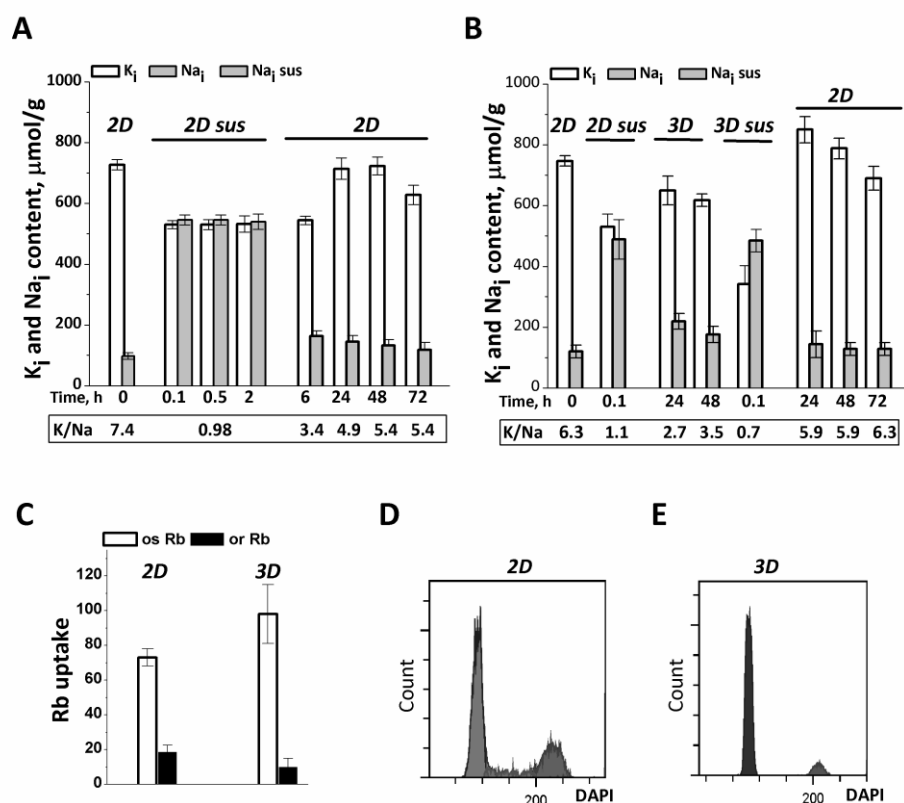 A
Ki Nai Nai sus
2D 2D sus 2D
Ki and Nai content, μmol/g
1000
800
600
400
200
0
Time, h 0 0.1 0.5 2 6 24 48 72
K/Na 7.4 0.98 3.4 4.9 5.4 5.4
B
Ki Nai Nai sus
2D
2D 2D sus 3D 3D sus
Ki and Nai content, μmol/g
1000
800
600
400
200
0
Time, h 0 0.1 24 48 0.1 24 48 72
K/Na 6.3 1.1 2.7 3.5 0.7 5.9 5.9 6.3
C
os Rb or Rb
2D 3D
Rb uptake
120
100
80
60
40
20
0
D
2D
Count
200 DAPI
E
3D
Count
200 DAPI